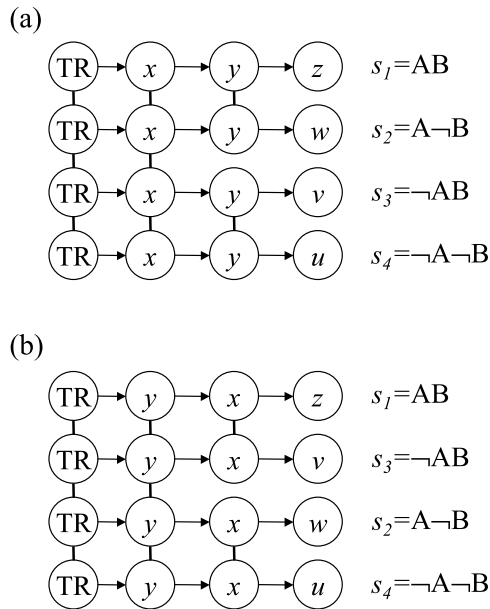 (a)
TR x y z s₁=AB
TR x y w s₂=A¬B
TR x y v s₃=¬AB
TR x y u s₄=¬A¬B
(b)
TR y x z s₁=AB
TR y x v s₃=¬AB
TR y x w s₂=A¬B
TR y x u s₄=¬A¬B